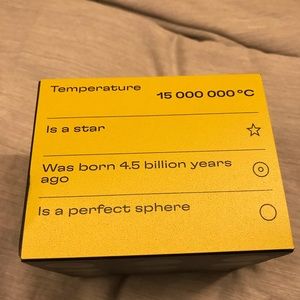 Temperature
15 000 000 °C
Is a star
Was born 4.5 billion years
ago
Is a perfect sphere